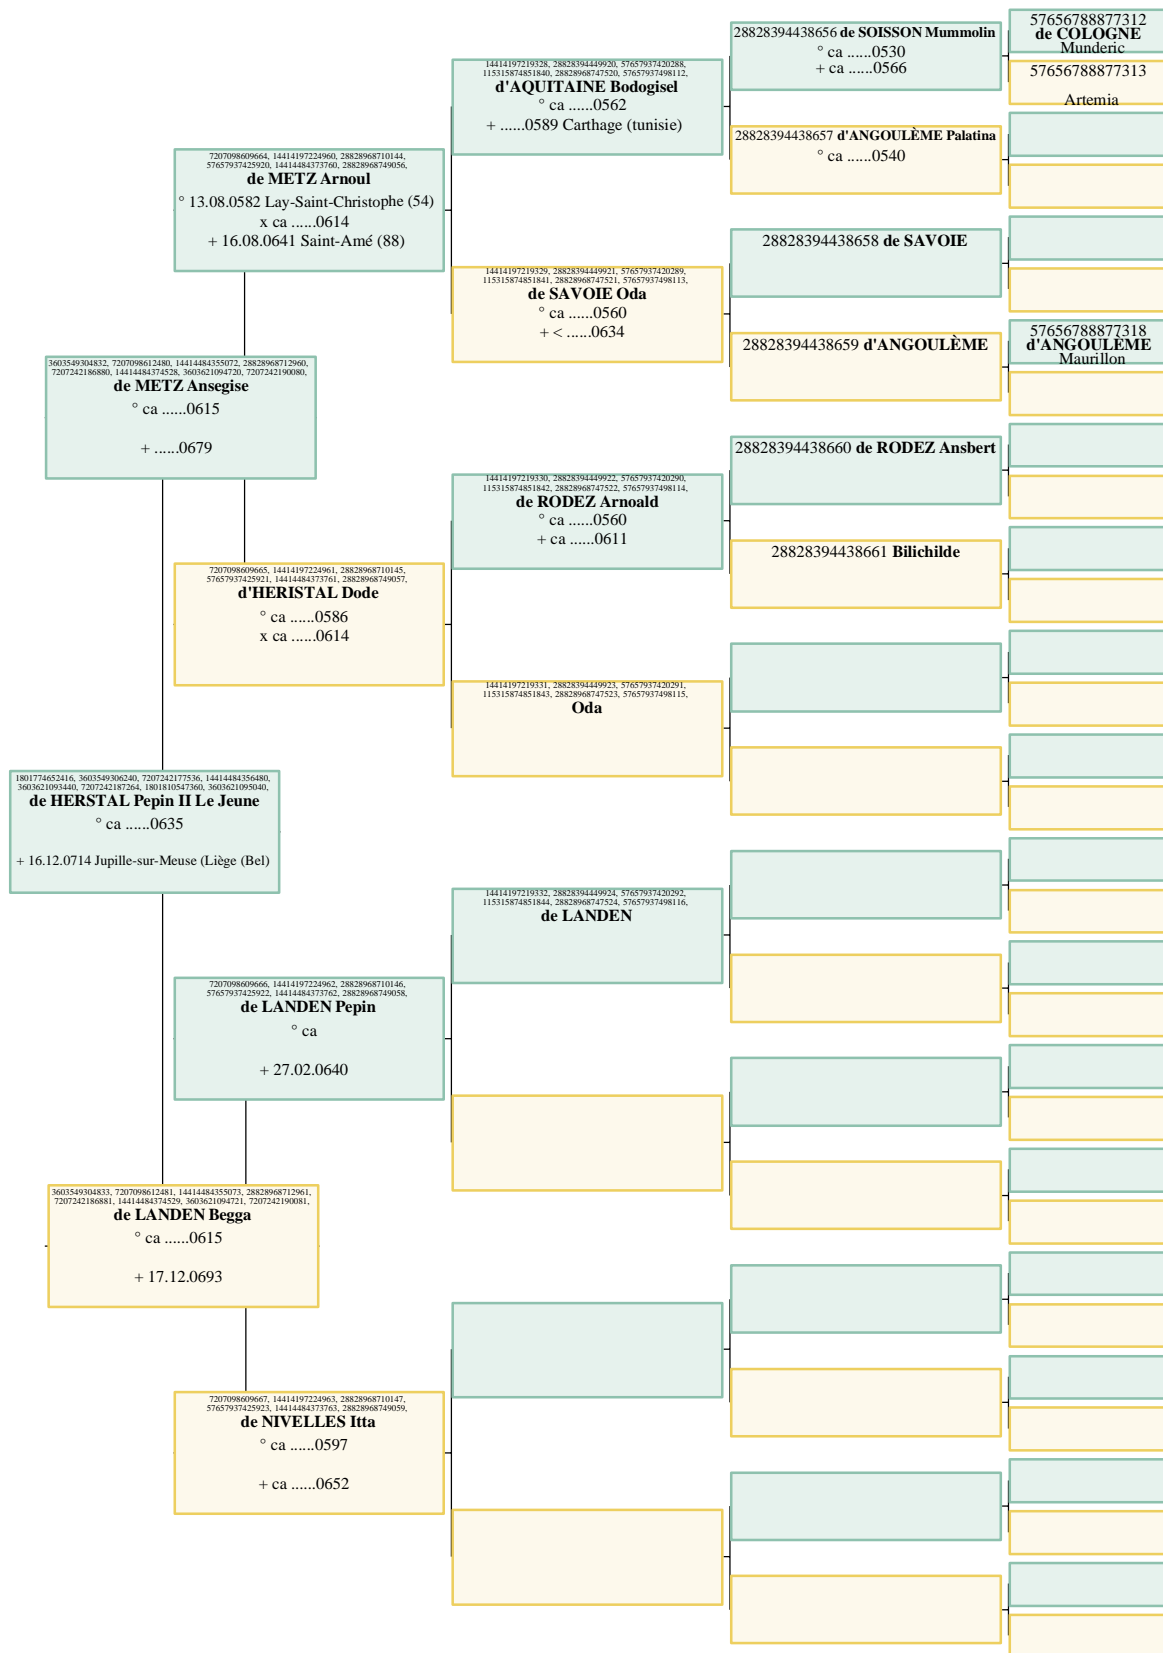 57656788877312
de COLOGNE
Munderic
57656788877313
Artemia
28828394438656 de SOISSON Mummolin
° ca ......0530
+ ca ......0566
14414197219328, 28828394449920, 57657937420288,
115315874851840, 28828968747520, 57657937498112,
d'AQUITAINE Bodogisel
° ca ......0562
+ ......0589 Carthage (tunisie)
28828394438657 d'ANGOULÈME Palatina
° ca ......0540
7207098609664, 14414197224960, 28828968710144,
57657937425920, 14414484373760, 28828968749056,
de METZ Arnoul
° 13.08.0582 Lay-Saint-Christophe (54)
x ca ......0614
+ 16.08.0641 Saint-Amé (88)
28828394438658 de SAVOIE
14414197219329, 28828394449921, 57657937420289,
115315874851841, 28828968747521, 57657937498113,
de SAVOIE Oda
° ca ......0560
+ < ......0634
28828394438659 d'ANGOULÈME
57656788877318
d'ANGOULÈME
Maurillon
3603549304832, 7207098612480, 14414484355072, 28828968712960,
7207242186880, 14414484374528, 3603621094720, 7207242190080,
de METZ Ansegise
° ca ......0615
+ ......0679
28828394438660 de RODEZ Ansbert
14414197219330, 28828394449922, 57657937420290,
115315874851842, 28828968747522, 57657937498114,
de RODEZ Arnoald
° ca ......0560
+ ca ......0611
28828394438661 Bilichilde
7207098609665, 14414197224961, 28828968710145,
57657937425921, 14414484373761, 28828968749057,
d'HERISTAL Dode
° ca ......0586
x ca ......0614
14414197219331, 28828394449923, 57657937420291,
115315874851843, 28828968747523, 57657937498115,
Oda
1801774652416, 3603549306240, 7207242177536, 14414484356480,
3603621093440, 7207242187264, 1801810547360, 3603621095040,
de HERSTAL Pepin II Le Jeune
° ca ......0635
+ 16.12.0714 Jupille-sur-Meuse (Liège (Bel)
14414197219332, 28828394449924, 57657937420292,
115315874851844, 28828968747524, 57657937498116,
de LANDEN
7207098609666, 14414197224962, 28828968710146,
57657937425922, 14414484373762, 28828968749058,
de LANDEN Pepin
° ca
+ 27.02.0640
3603549304833, 7207098612481, 14414484355073, 28828968712961,
7207242186881, 14414484374529, 3603621094721, 7207242190081,
de LANDEN Begga
° ca ......0615
+ 17.12.0693
7207098609667, 14414197224963, 28828968710147,
57657937425923, 14414484373763, 28828968749059,
de NIVELLES Itta
° ca ......0597
+ ca ......0652